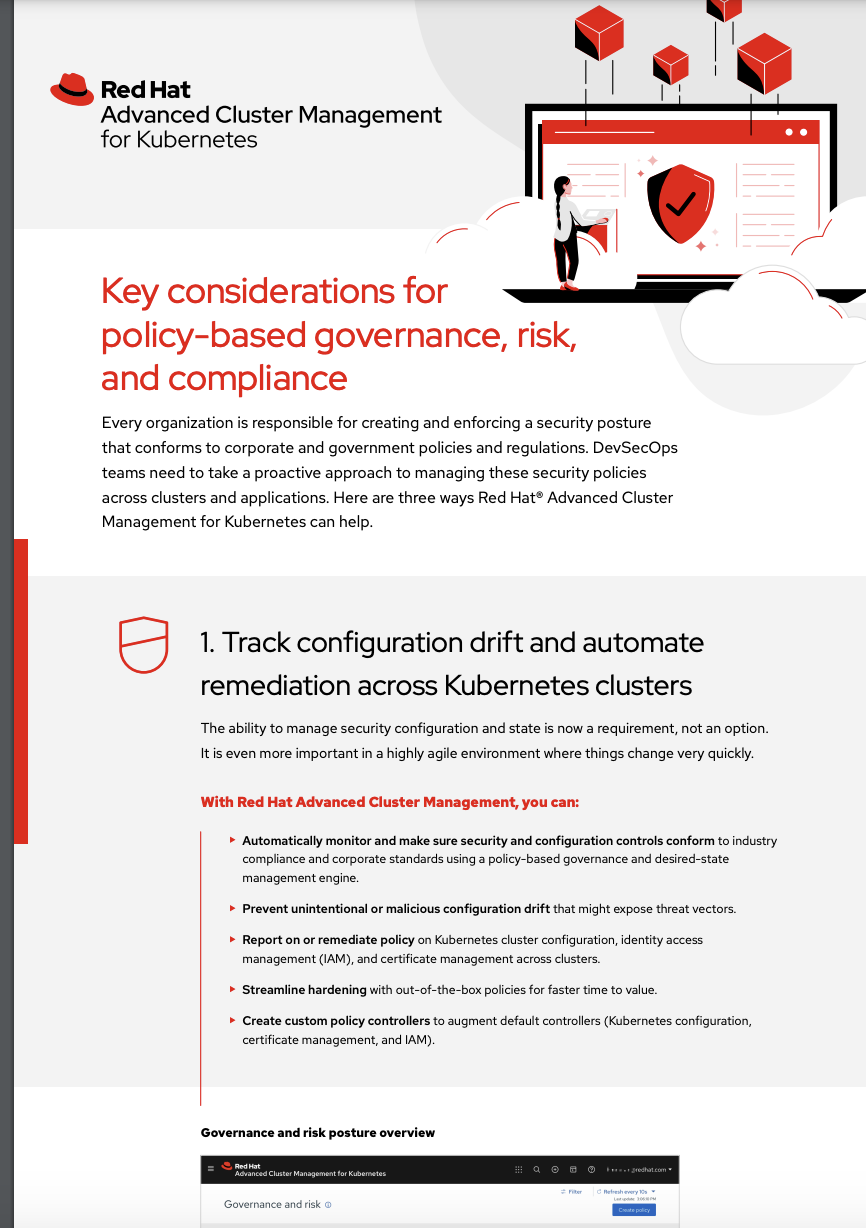 Red Hat
Advanced Cluster Management
for Kubernetes
Key considerations for
policy-based governance, risk,
and compliance
Every organization is responsible for creating and enforcing a security posture
that conforms to corporate and government policies and regulations. DevSecOps
teams need to take a proactive approach to managing these security policies
across clusters and applications. Here are three ways Red Hat® Advanced Cluster
Management for Kubernetes can help.
1. Track configuration drift and automate
remediation across Kubernetes clusters
The ability to manage security configuration and state is now a requirement, not an option.
It is even more important in a highly agile environment where things change very quickly.
With Red Hat Advanced Cluster Management, you can:
Automatically monitor and make sure security and configuration controls conform to industry
compliance and corporate standards using a policy-based governance and desired-state
management engine.
Prevent unintentional or malicious configuration drift that might expose threat vectors.
Report on or remediate policy on Kubernetes cluster configuration, identity access
management (IAM), and certificate management across clusters.
Streamline hardening with out-of-the-box policies for faster time to value.
Create custom policy controllers to augment default controllers (Kubernetes configuration,
certificate management, and IAM).
Governance and risk posture overview
Red Hat
Advanced Cluster Management for Kubernetes
redhat.com
Filter
Refresh every 10s
Last update:
Governance and risk
Create policy